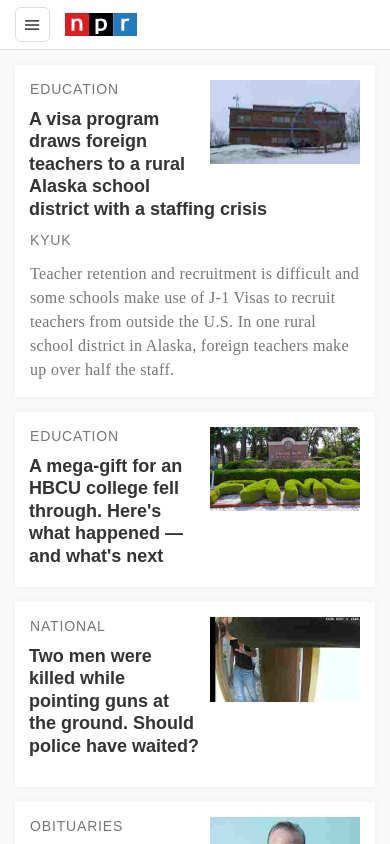 npr
EDUCATION
A visa program
draws foreign
teachers to a rural
Alaska school
district with a staffing crisis
KYUK
Teacher retention and recruitment is difficult and
some schools make use of J-1 Visas to recruit
teachers from outside the U.S. In one rural
school district in Alaska, foreign teachers make
up over half the staff.
EDUCATION
A mega-gift for an
HBCU college fell
through. Here's
what happened —
and what's next
NATIONAL
Two men were
killed while
pointing guns at
the ground. Should
police have waited?
OBITUARIES